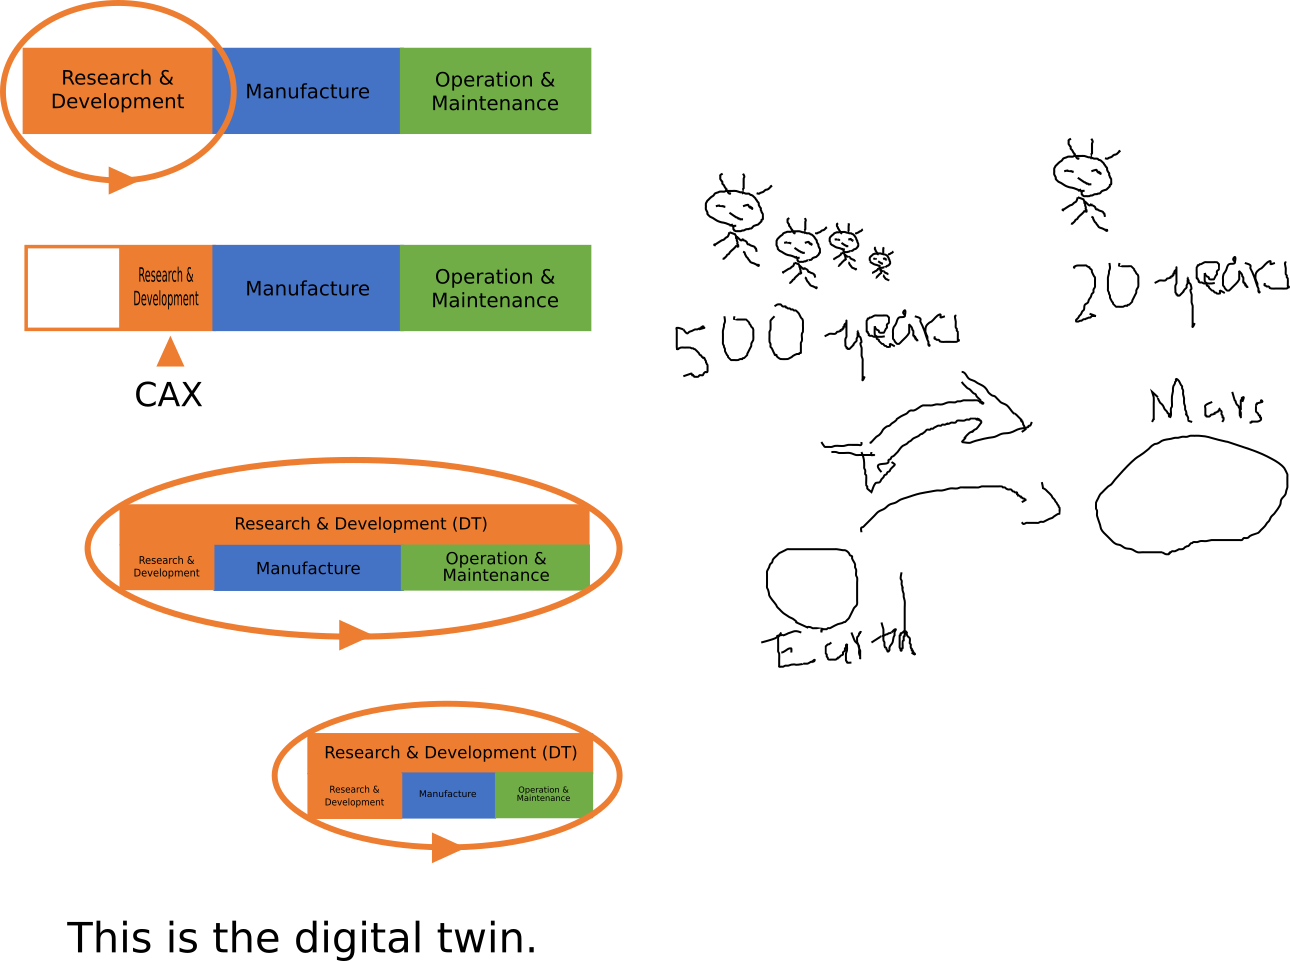 Research &
Development
Manufacture
Operation &
Maintenance
Research &
Development
Manufacture
Operation &
Maintenance
CAX
Research & Development (DT)
Research &
Development
Manufacture
Operation &
Maintenance
Research & Development (DT)
Research &
Development
Manufacture
Operation &
Maintenance
This is the digital twin.
500 years
20 years
Mars
Earth